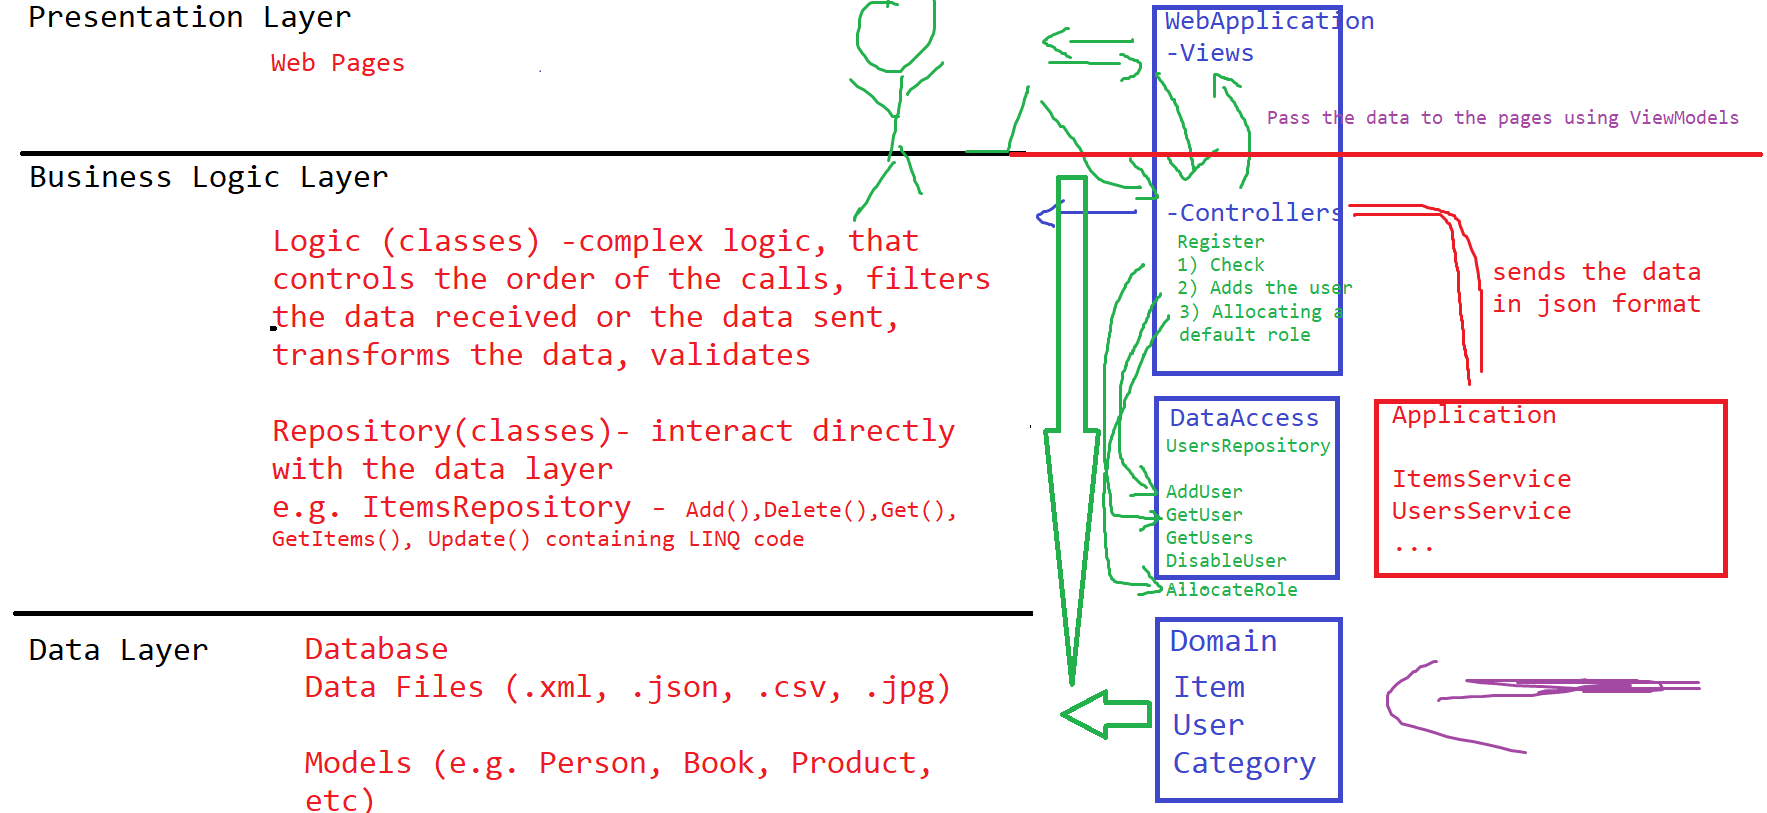 Presentation Layer
Web Pages
WebApplication
-Views
Pass the data to the pages using ViewModels
Business Logic Layer
Logic (classes) -complex logic, that
controls the order of the calls, filters
the data received or the data sent,
transforms the data, validates
Repository(classes)- interact directly
with the data layer
e.g. ItemsRepository - Add(),Delete(),Get(),
GetItems(), Update() containing LINQ code
-Controllers
Register
1) Check
2) Adds the user
3) Allocating a
default role
sends the data
in json format
DataAccess
UsersRepository
AddUser
GetUser
GetUsers
DisableUser
AllocateRole
Application
ItemsService
UsersService
...
Data Layer
Database
Data Files (.xml, .json, .csv, .jpg)
Models (e.g. Person, Book, Product,
etc)
Domain
Item
User
Category